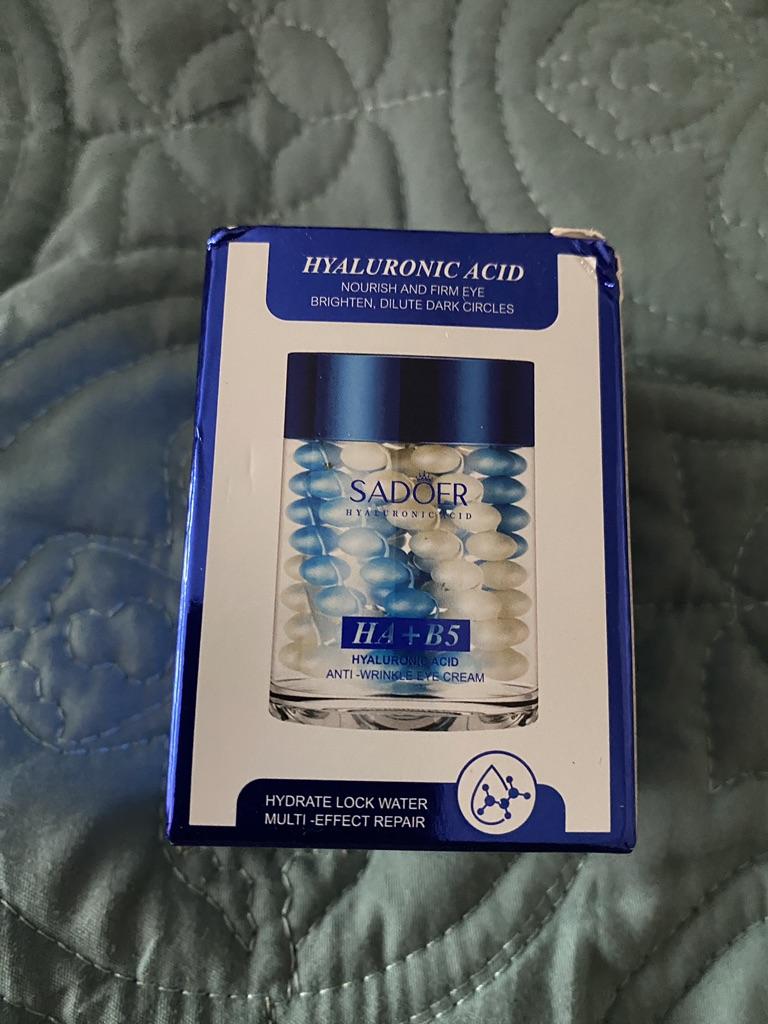 HYALURONIC ACID
NOURISH AND FIRM EYE
BRIGHTEN, DILUTE DARK CIRCLES
SADOER
HYALURONIC ACID
HA+B5
HYALURONIC ACID
ANTI -WRINKLE EYE CREAM
HYDRATE LOCK WATER
MULTI -EFFECT REPAIR